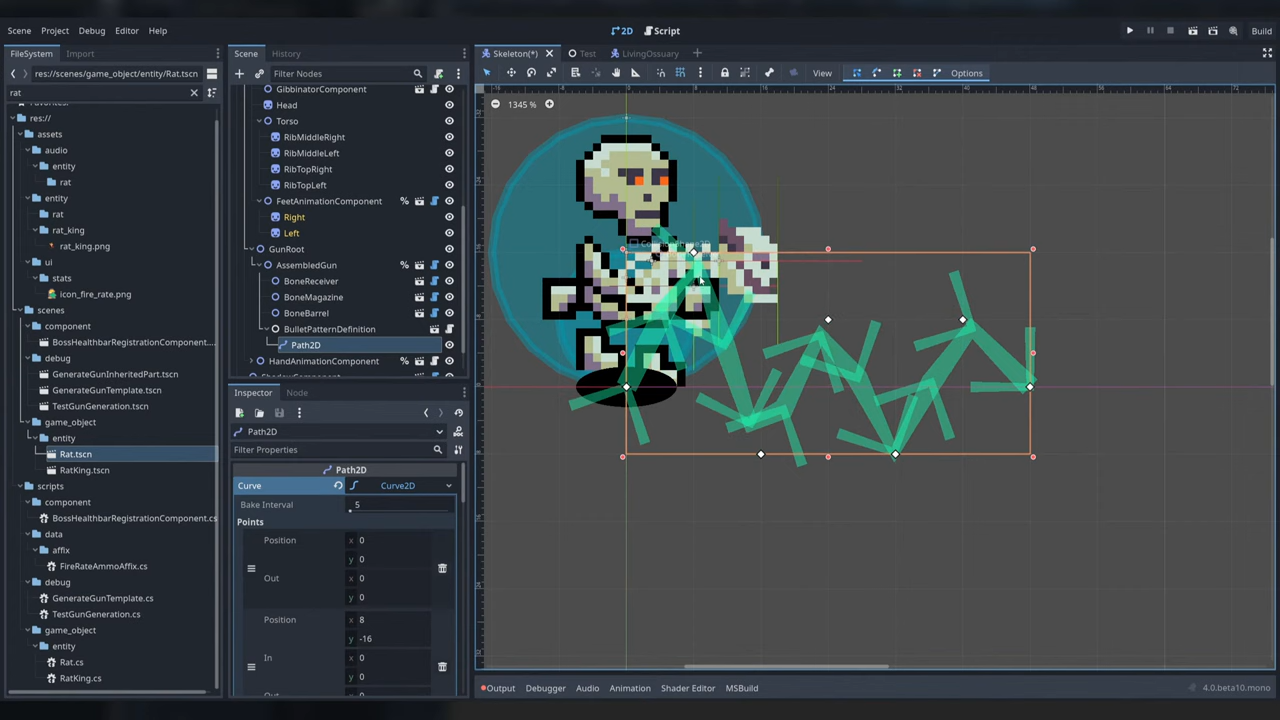 Scene Project Debug Editor Help
2D Script
Build
FileSystem Import
res://scenes/game_object/entity/Rat.tscn
rat
res://
assets
audio
entity
rat
entity
rat
rat_king
rat_king.png
ui
stats
icon_fire_rate.png
scenes
component
BossHealthbarRegistrationComponent....
debug
GenerateGunInheritedPart.tscn
GenerateGunTemplate.tscn
TestGunGeneration.tscn
game_object
entity
Rat.tscn
RatKing.tscn
scripts
component
BossHealthbarRegistrationComponent.cs
data
affix
FireRateAmmoAffix.cs
debug
GenerateGunTemplate.cs
TestGunGeneration.cs
game_object
entity
Rat.cs
RatKing.cs
Scene History
Filter Nodes
GibbinatorComponent
Head
Torso
RibMiddleRight
RibMiddleLeft
RibTopRight
RibTopLeft
FeetAnimationComponent
Right
Left
GunRoot
AssembledGun
BoneReceiver
BoneMagazine
BoneBarrel
BulletPatternDefinition
Path2D
HandAnimationComponent
Inspector Node
Path2D
Filter Properties
Path2D
Curve Curve2D
Bake Interval 5
Points
Position x 0
y 0
Out x 0
y 0
Position x 8
y -16
In x 0
y 0
Skeleton(*) Test LivingOssuary
View Options
1345 %
Output Debugger Audio Animation Shader Editor MSBuild
4.0.beta10.mono